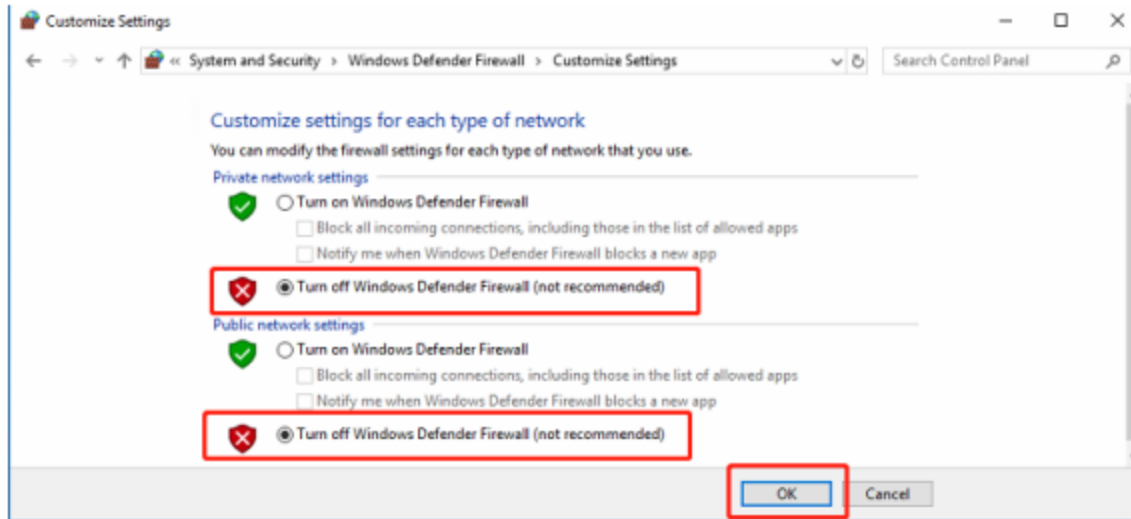 Customize Settings
« System and Security > Windows Defender Firewall > Customize Settings
Search Control Panel
Customize settings for each type of network
You can modify the firewall settings for each type of network that you use.
Private network settings
Turn on Windows Defender Firewall
Block all incoming connections, including those in the list of allowed apps
Notify me when Windows Defender Firewall blocks a new app
Turn off Windows Defender Firewall (not recommended)
Public network settings
Turn on Windows Defender Firewall
Block all incoming connections, including those in the list of allowed apps
Notify me when Windows Defender Firewall blocks a new app
Turn off Windows Defender Firewall (not recommended)
OK
Cancel